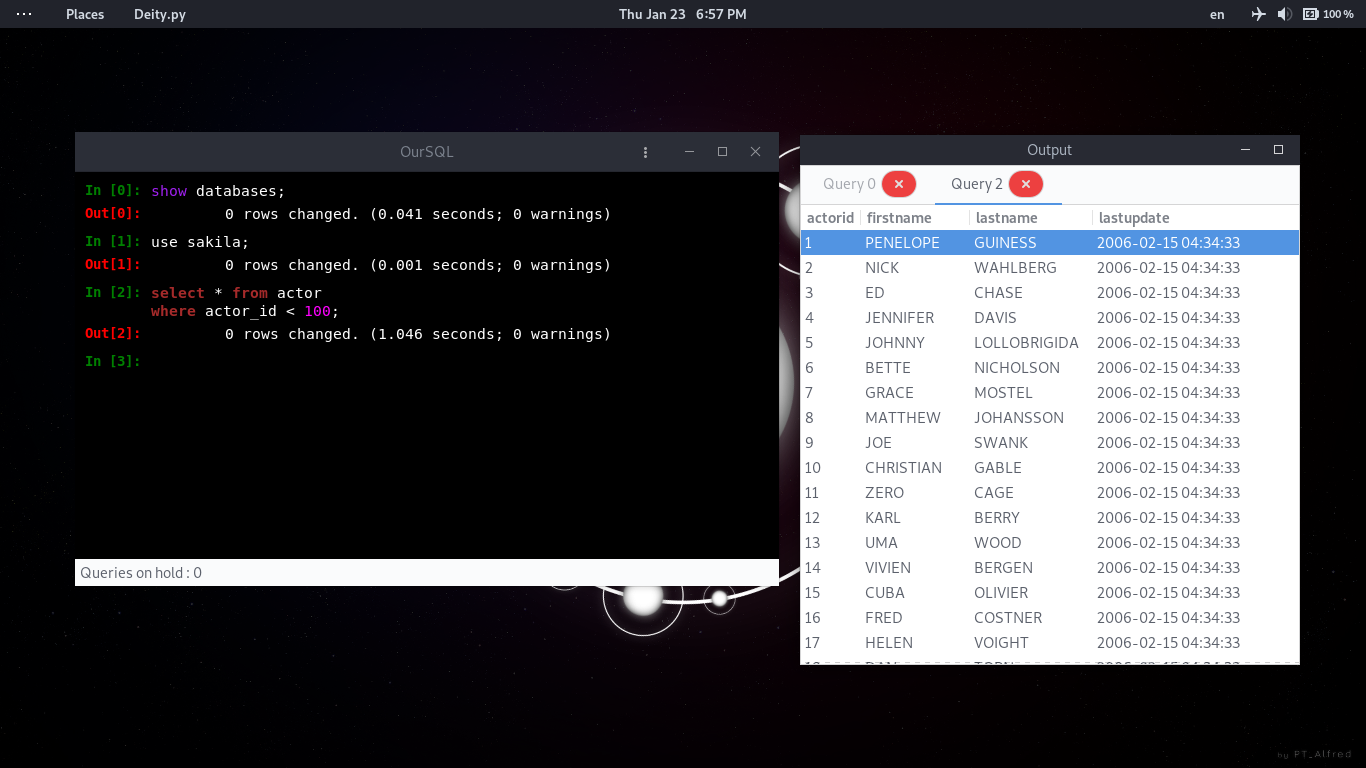 Places Deity.py Thu Jan 23 6:57 PM en 100 %
OurSQL
In [0]: show databases;
Out[0]: 0 rows changed. (0.041 seconds; 0 warnings)
In [1]: use sakila;
Out[1]: 0 rows changed. (0.001 seconds; 0 warnings)
In [2]: select * from actor
where actor_id < 100;
Out[2]: 0 rows changed. (1.046 seconds; 0 warnings)
In [3]:
Queries on hold : 0
Output
Query 0 Query 2
actorid firstname lastname lastupdate
1 PENELOPE GUINESS 2006-02-15 04:34:33
2 NICK WAHLBERG 2006-02-15 04:34:33
3 ED CHASE 2006-02-15 04:34:33
4 JENNIFER DAVIS 2006-02-15 04:34:33
5 JOHNNY LOLLOBRIGIDA 2006-02-15 04:34:33
6 BETTE NICHOLSON 2006-02-15 04:34:33
7 GRACE MOSTEL 2006-02-15 04:34:33
8 MATTHEW JOHANSSON 2006-02-15 04:34:33
9 JOE SWANK 2006-02-15 04:34:33
10 CHRISTIAN GABLE 2006-02-15 04:34:33
11 ZERO CAGE 2006-02-15 04:34:33
12 KARL BERRY 2006-02-15 04:34:33
13 UMA WOOD 2006-02-15 04:34:33
14 VIVIEN BERGEN 2006-02-15 04:34:33
15 CUBA OLIVIER 2006-02-15 04:34:33
16 FRED COSTNER 2006-02-15 04:34:33
17 HELEN VOIGHT 2006-02-15 04:34:33
by PT_Alfred